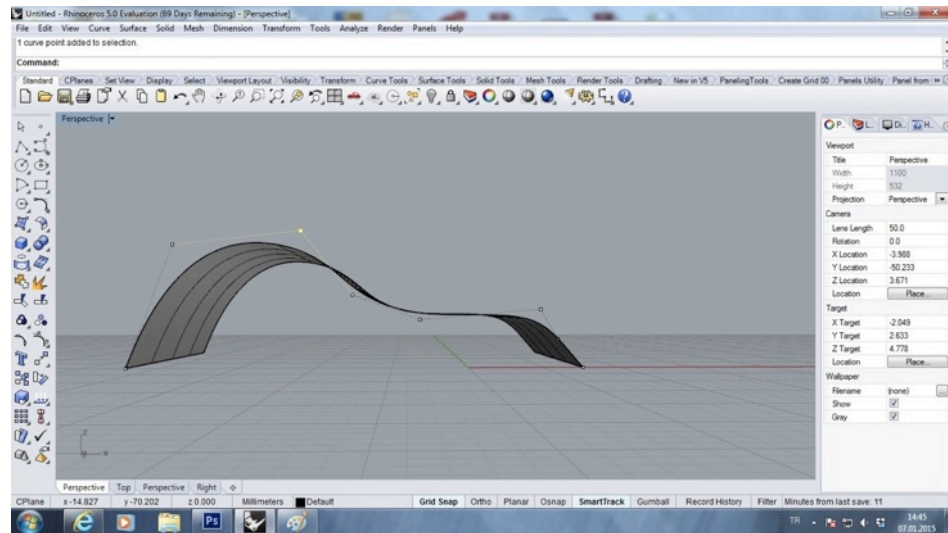 Untitled - Rhinoceros 5.0 Evaluation (69 Days Remaining) - [Perspective]
File Edit View Curve Surface Solid Mesh Dimension Transform Tools Analyze Render Panels Help
1 curve point added to selection.
Command:
Standard CPlanes Set View Display Select Viewport Layout Visibility Transform Curve Tools Surface Tools Solid Tools Mesh Tools Render Tools Drafting New in V5 PanelingTools Create Grid 00 Panels Utility Panel from
Perspective
P... L... Di... H...
Viewport
Title Perspective
Width 1100
Height 532
Projection Perspective
Camera
Lens Length 50.0
Rotation 0.0
X Location -3.988
Y Location -50.233
Z Location 3.671
Location Place...
Target
X Target -2.049
Y Target 2.633
Z Target 4.778
Location Place...
Wallpaper
Filename (none)
Show
Gray
z
y x
Perspective Top Perspective Right
CPlane x -14.827 y -70.202 z 0.000 Millimeters Default Grid Snap Ortho Planar Osnap SmartTrack Gumball Record History Filter Minutes from last save: 11
Ps
TR
14:45
07.01.2015